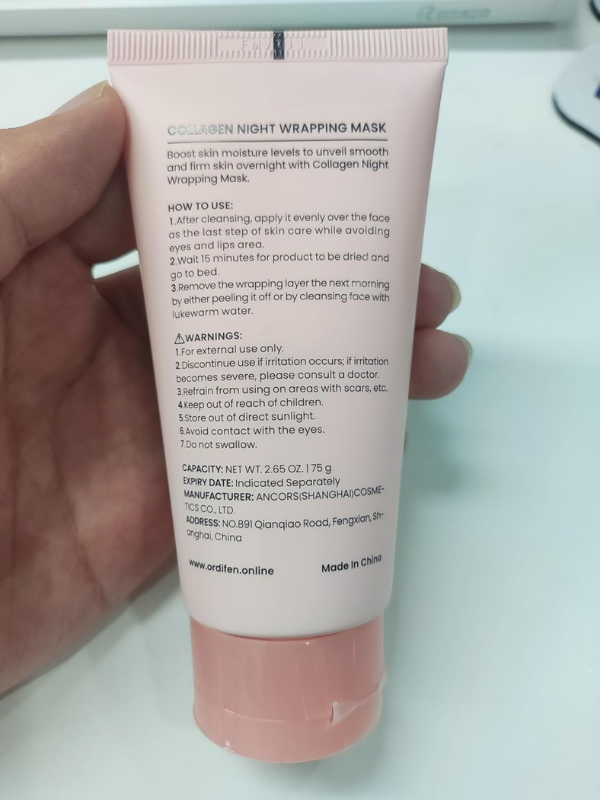 COLLAGEN NIGHT WRAPPING MASK
Boost skin moisture levels to unveil smooth
and firm skin overnight with Collagen Night
Wrapping Mask.
HOW TO USE:
1.After cleansing, apply it evenly over the face
as the last step of skin care while avoiding
eyes and lips area.
2.Wait 15 minutes for product to be dried and
go to bed.
3.Remove the wrapping layer the next morning
by either peeling it off or by cleansing face with
lukewarm water.
⚠WARNINGS:
1.For external use only.
2.Discontinue use if irritation occurs; if irritation
becomes severe, please consult a doctor.
3.Refrain from using on areas with scars, etc.
4.Keep out of reach of children.
5.Store out of direct sunlight.
6.Avoid contact with the eyes.
7.Do not swallow.
CAPACITY: NET WT. 2.65 OZ. | 75 g
EXPIRY DATE: Indicated Separately
MANUFACTURER: ANCORS(SHANGHAI)COSME-
TICS CO., LTD.
ADDRESS: NO.891 Qianqiao Road, Fengxian, Sh-
anghai, China
www.ordifen.online Made In China